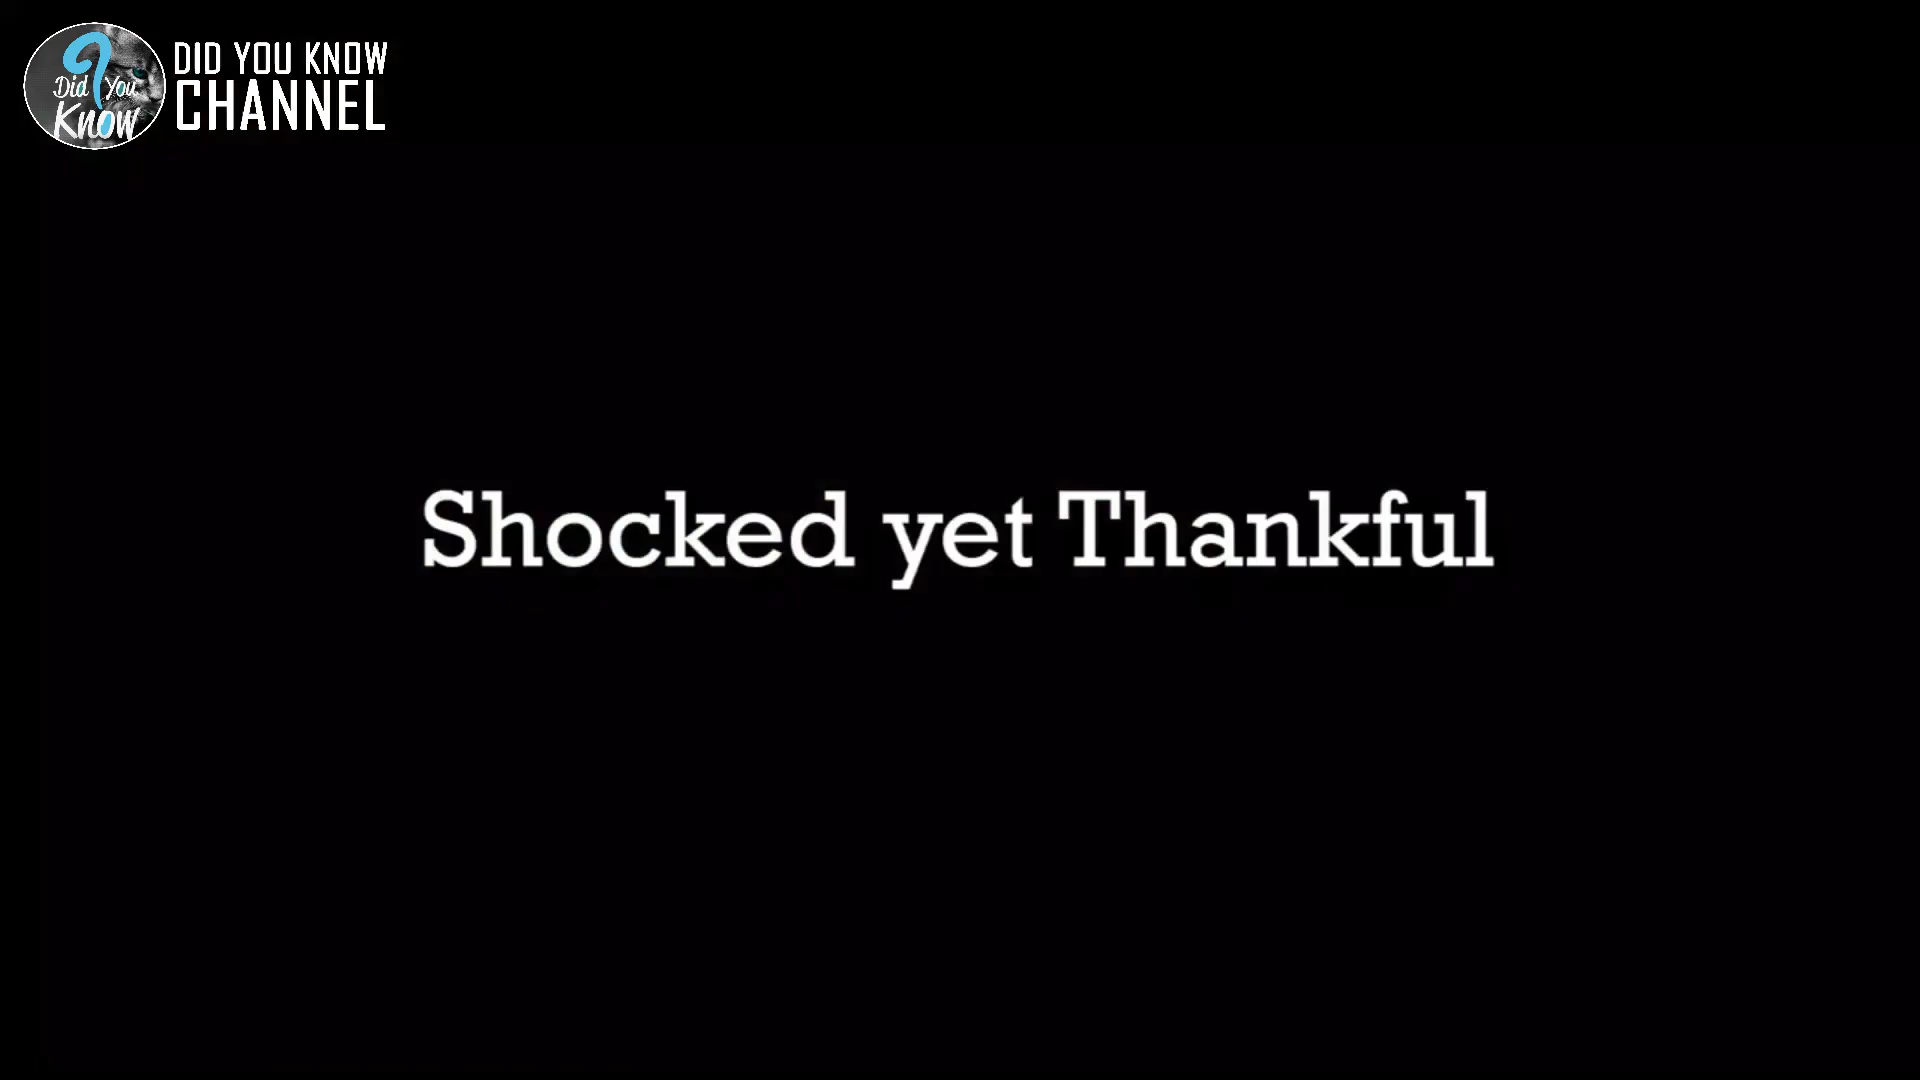 Did You
Know
DID YOU KNOW
CHANNEL
Shocked yet Thankful